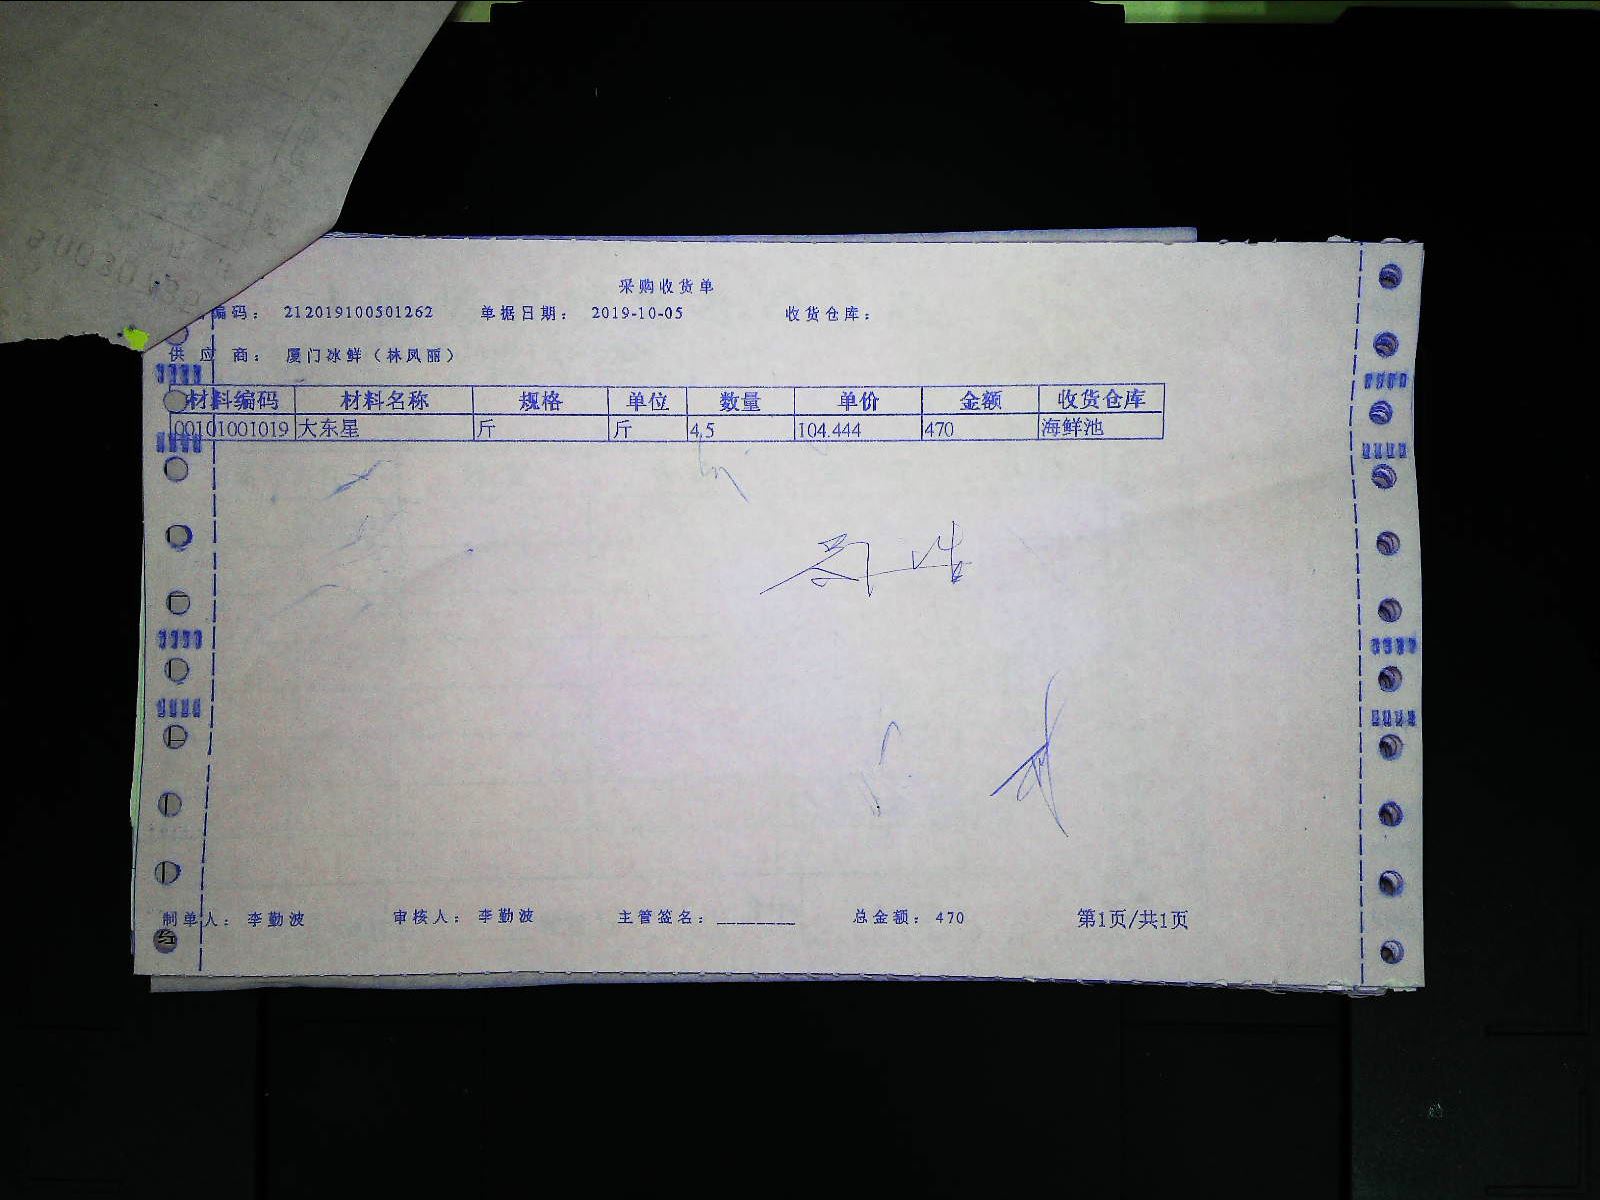 采购收货单
编码： 212019100501262 单据日期： 2019-10-05 收货仓库：
供应商： 厦门冰鲜（林凤丽）
材料编码 材料名称 规格 单位 数量 单价 金额 收货仓库
00101001019 大东星 斤 斤 4.5 104.444 470 海鲜池
制单人： 李勤波 审核人： 李勤波 主管签名： 总金额： 470 第1页/共1页